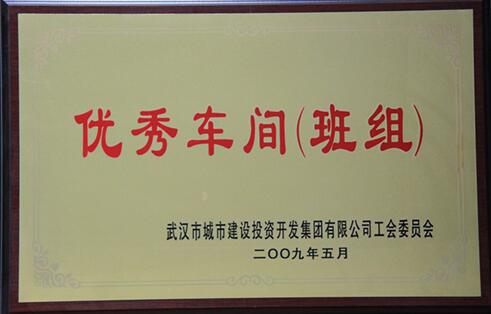 优秀车间(班组)
武汉市城市建设投资开发集团有限公司工会委员会
二〇〇九年五月